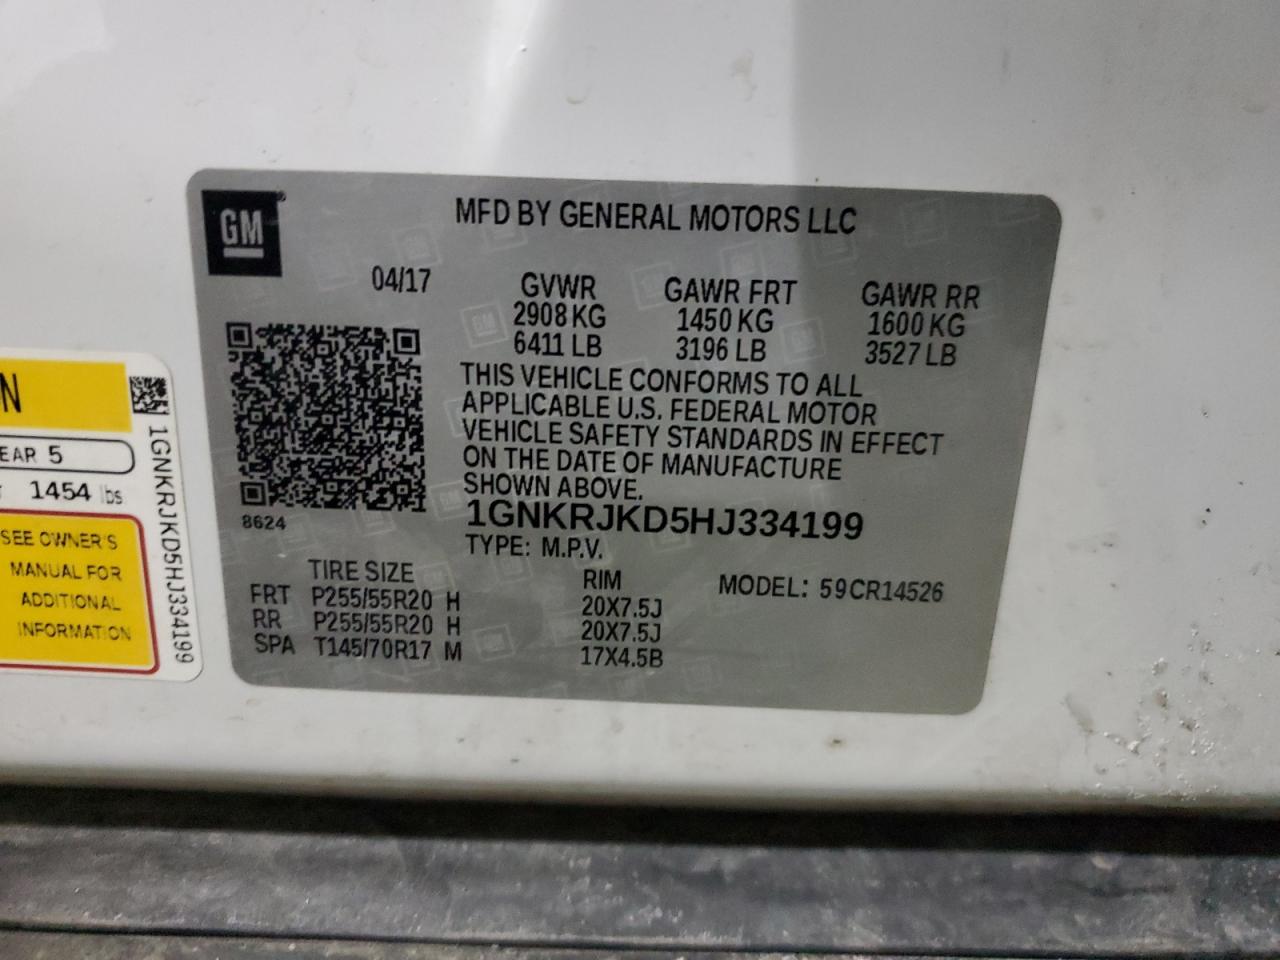 GM
MFD BY GENERAL MOTORS LLC
04/17
GVWR
2908 KG
6411 LB
GAWR FRT
1450 KG
3196 LB
GAWR RR
1600 KG
3527 LB
THIS VEHICLE CONFORMS TO ALL
APPLICABLE U.S. FEDERAL MOTOR
VEHICLE SAFETY STANDARDS IN EFFECT
ON THE DATE OF MANUFACTURE
SHOWN ABOVE.
8624
1GNKRJKD5HJ334199
TYPE: M.P.V.
TIRE SIZE
RIM
MODEL: 59CR14526
FRT P255/55R20 H 20X7.5J
RR P255/55R20 H 20X7.5J
SPA T145/70R17 M 17X4.5B
N
EAR 5
1454 lbs
SEE OWNER'S
MANUAL FOR
ADDITIONAL
INFORMATION
1GNKRJKD5HJ334199